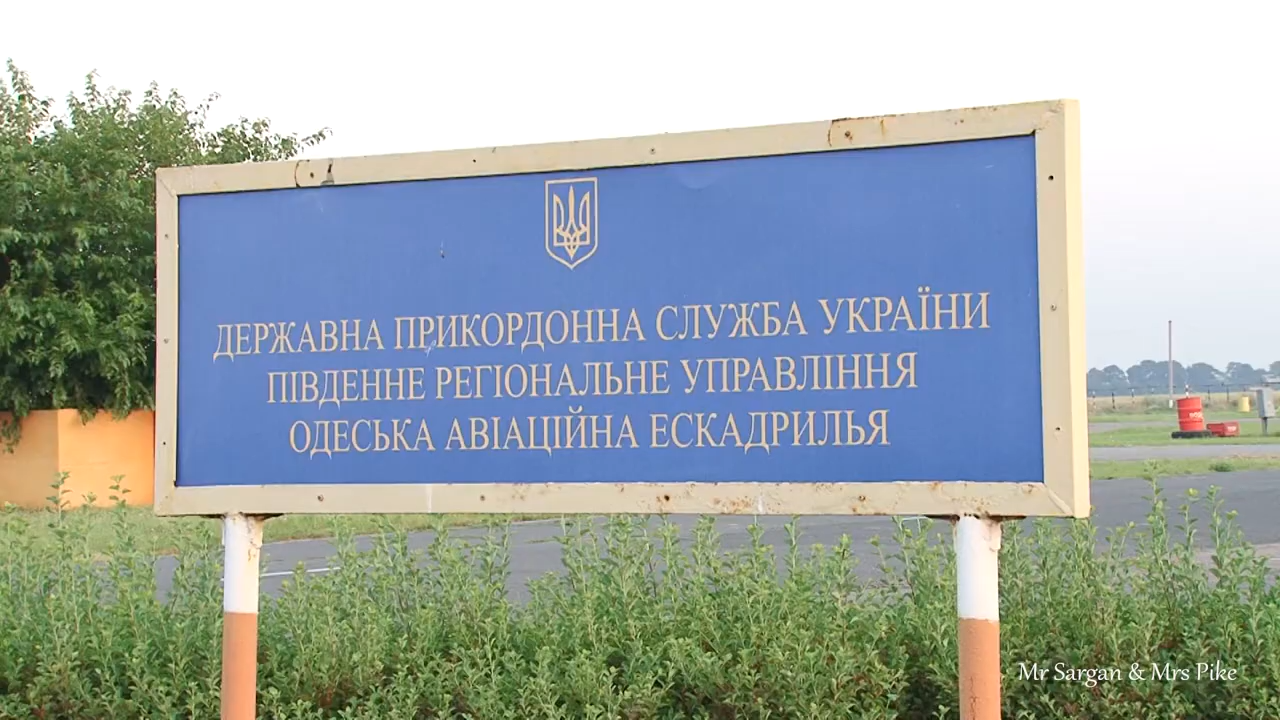 ДЕРЖАВНА ПРИКОРДОННА СЛУЖБА УКРАЇНИ
ПІВДЕННЕ РЕГІОНАЛЬНЕ УПРАВЛІННЯ
ОДЕСЬКА АВІАЦІЙНА ЕСКАДРИЛЬЯ
Mr Sargan & Mrs Pike